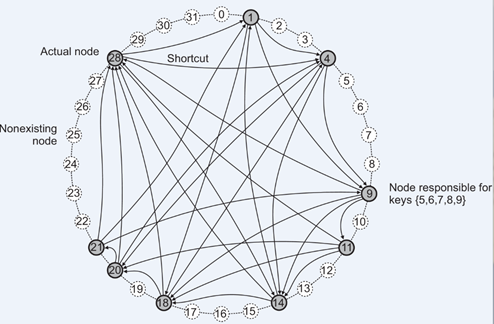 31 0 1
30 2
29 3
Actual node 28 Shortcut 4
27 5
26 6
Nonexisting
node
25 7
24 8
23 9 Node responsible for
keys {5,6,7,8,9}
22 10
21 11
20 12
19 13
18 14
17 16 15